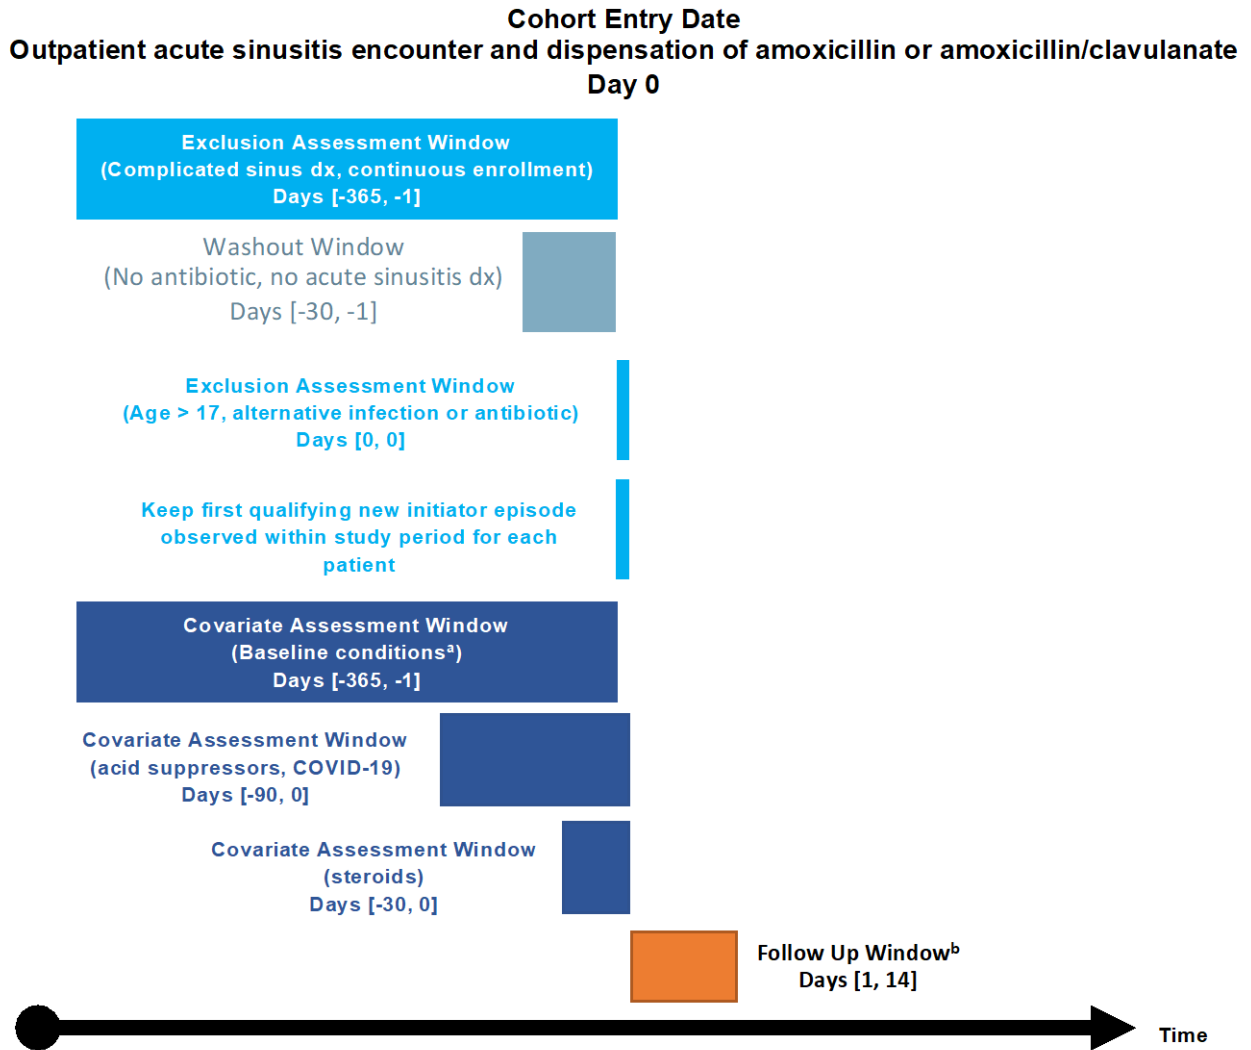 Cohort Entry Date
Outpatient acute sinusitis encounter and dispensation of amoxicillin or amoxicillin/clavulanate
Day 0
Exclusion Assessment Window
(Complicated sinus dx, continuous enrollment)
Days [-365, -1]
Washout Window
(No antibiotic, no acute sinusitis dx)
Days [-30, -1]
Exclusion Assessment Window
(Age > 17, alternative infection or antibiotic)
Days [0, 0]
Keep first qualifying new initiator episode
observed within study period for each
patient
Covariate Assessment Window
(Baseline conditionsª)
Days [-365, -1]
Covariate Assessment Window
(acid suppressors, COVID-19)
Days [-90, 0]
Covariate Assessment Window
(steroids)
Days [-30, 0]
Follow Up Windowᵇ
Days [1, 14]
Time